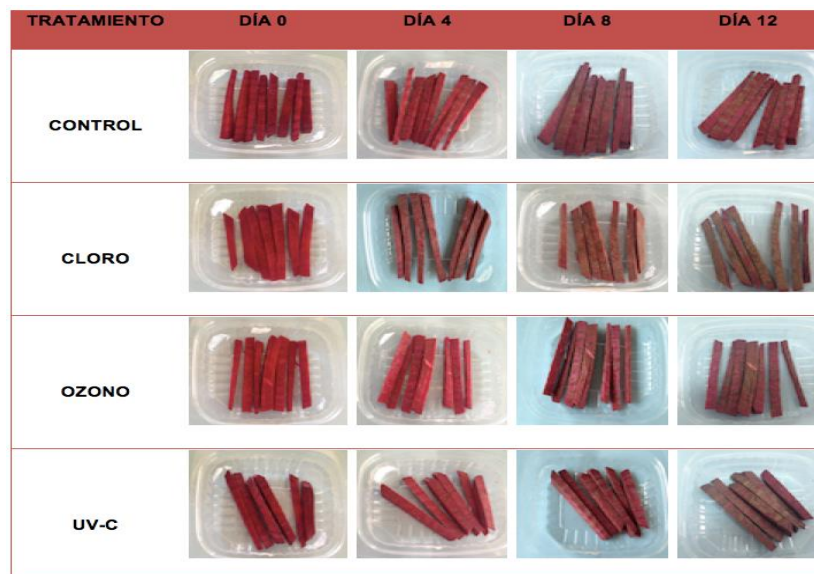 TRATAMIENTO DÍA 0 DÍA 4 DÍA 8 DÍA 12
CONTROL
CLORO
OZONO
UV-C